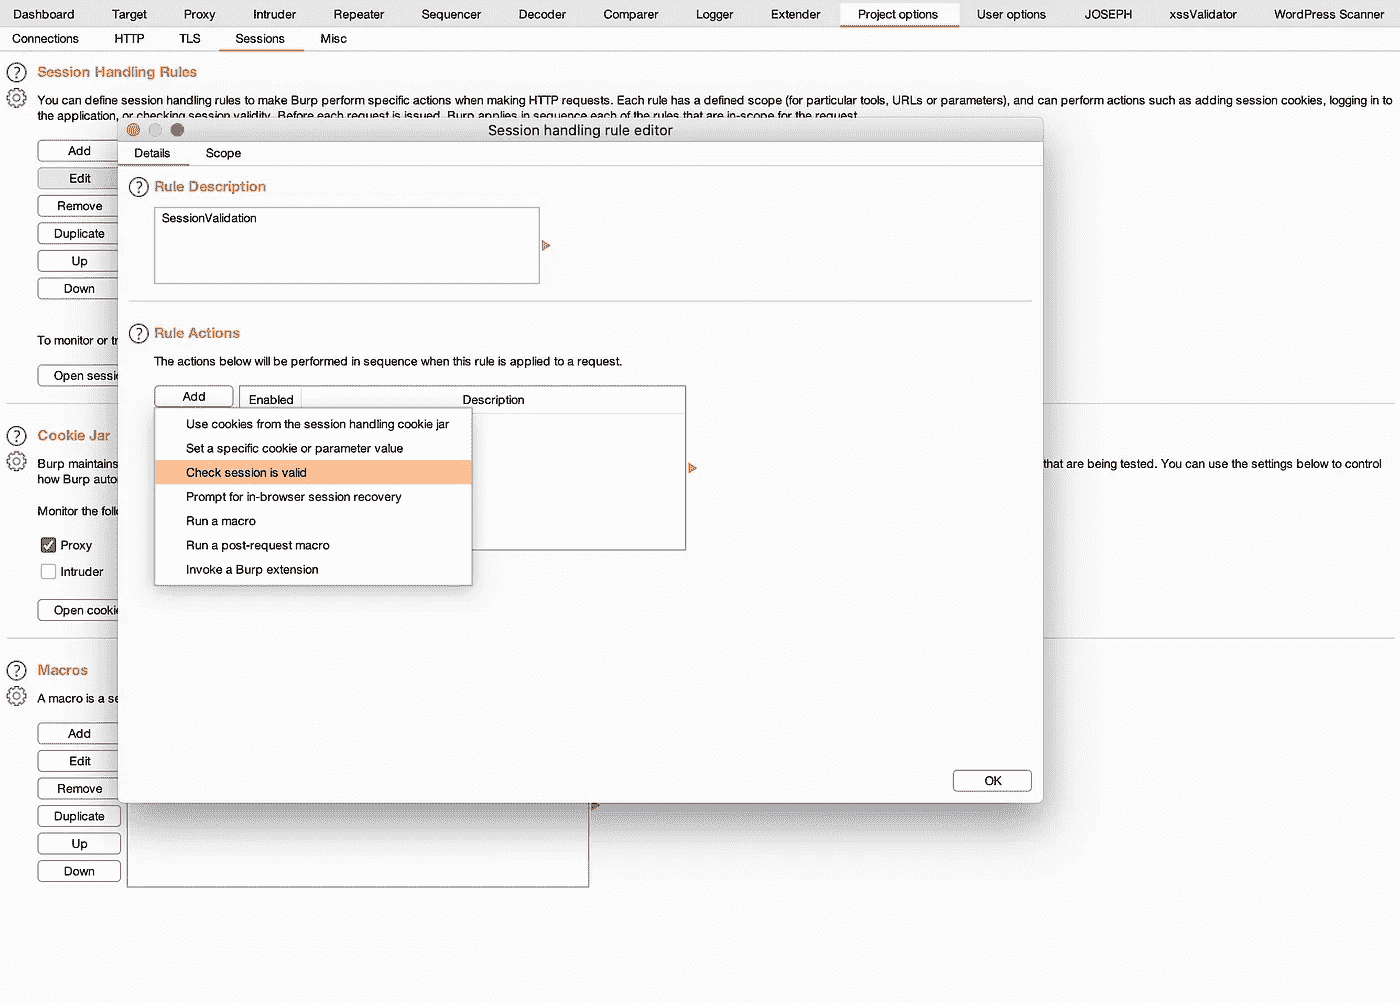 Dashboard Target Proxy Intruder Repeater Sequencer Decoder Comparer Logger Extender Project options User options JOSEPH xssValidator WordPress Scanner
Connections HTTP TLS Sessions Misc
? Session Handling Rules
You can define session handling rules to make Burp perform specific actions when making HTTP requests. Each rule has a defined scope (for particular tools, URLs or parameters), and can perform actions such as adding session cookies, logging in to
the application, or checking session validity. Before each request is issued, Burp applies in sequence each of the rules that are in-scope for the request.
Add
Edit
Remove
Duplicate
Up
Down
To monitor or tr
Open sessi
Session handling rule editor
Details Scope
? Rule Description
SessionValidation
? Rule Actions
The actions below will be performed in sequence when this rule is applied to a request.
Add Enabled Description
Use cookies from the session handling cookie jar
Set a specific cookie or parameter value
Check session is valid
Prompt for in-browser session recovery
Run a macro
Run a post-request macro
Invoke a Burp extension
OK
? Cookie Jar
Burp maintains that are being tested. You can use the settings below to control
how Burp auto
Monitor the foll
Proxy
Intruder
Open cooki
? Macros
A macro is a se
Add
Edit
Remove
Duplicate
Up
Down